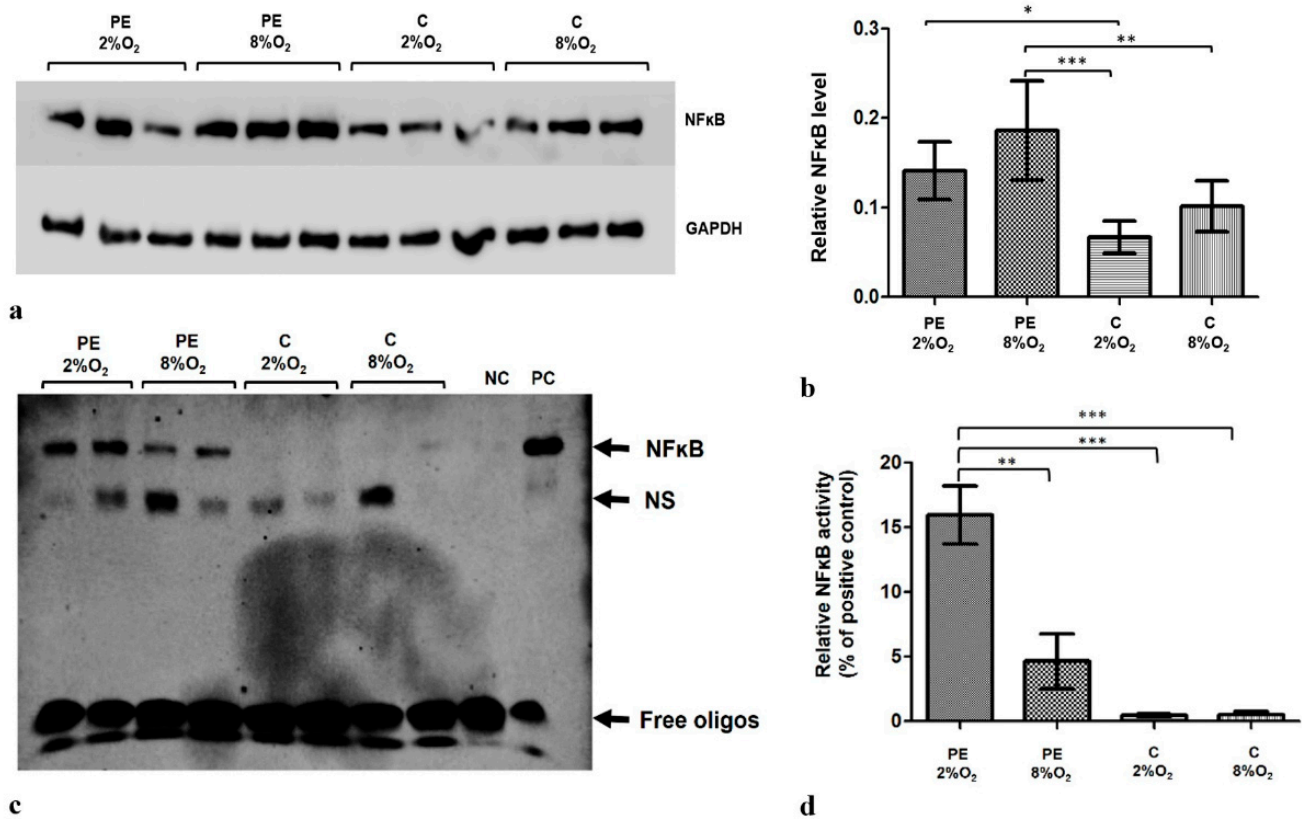 PE
2%O₂
PE
8%O₂
C
2%O₂
C
8%O₂
NFκB
GAPDH
a
*
**
***
Relative NFκB level
0.3
0.2
0.1
0.0
PE
2%O₂
PE
8%O₂
C
2%O₂
C
8%O₂
b
PE
2%O₂
PE
8%O₂
C
2%O₂
C
8%O₂
NC
PC
NFκB
NS
Free oligos
c
***
***
**
Relative NFκB activity
(% of positive control)
20
15
10
5
0
PE
2%O₂
PE
8%O₂
C
2%O₂
C
8%O₂
d